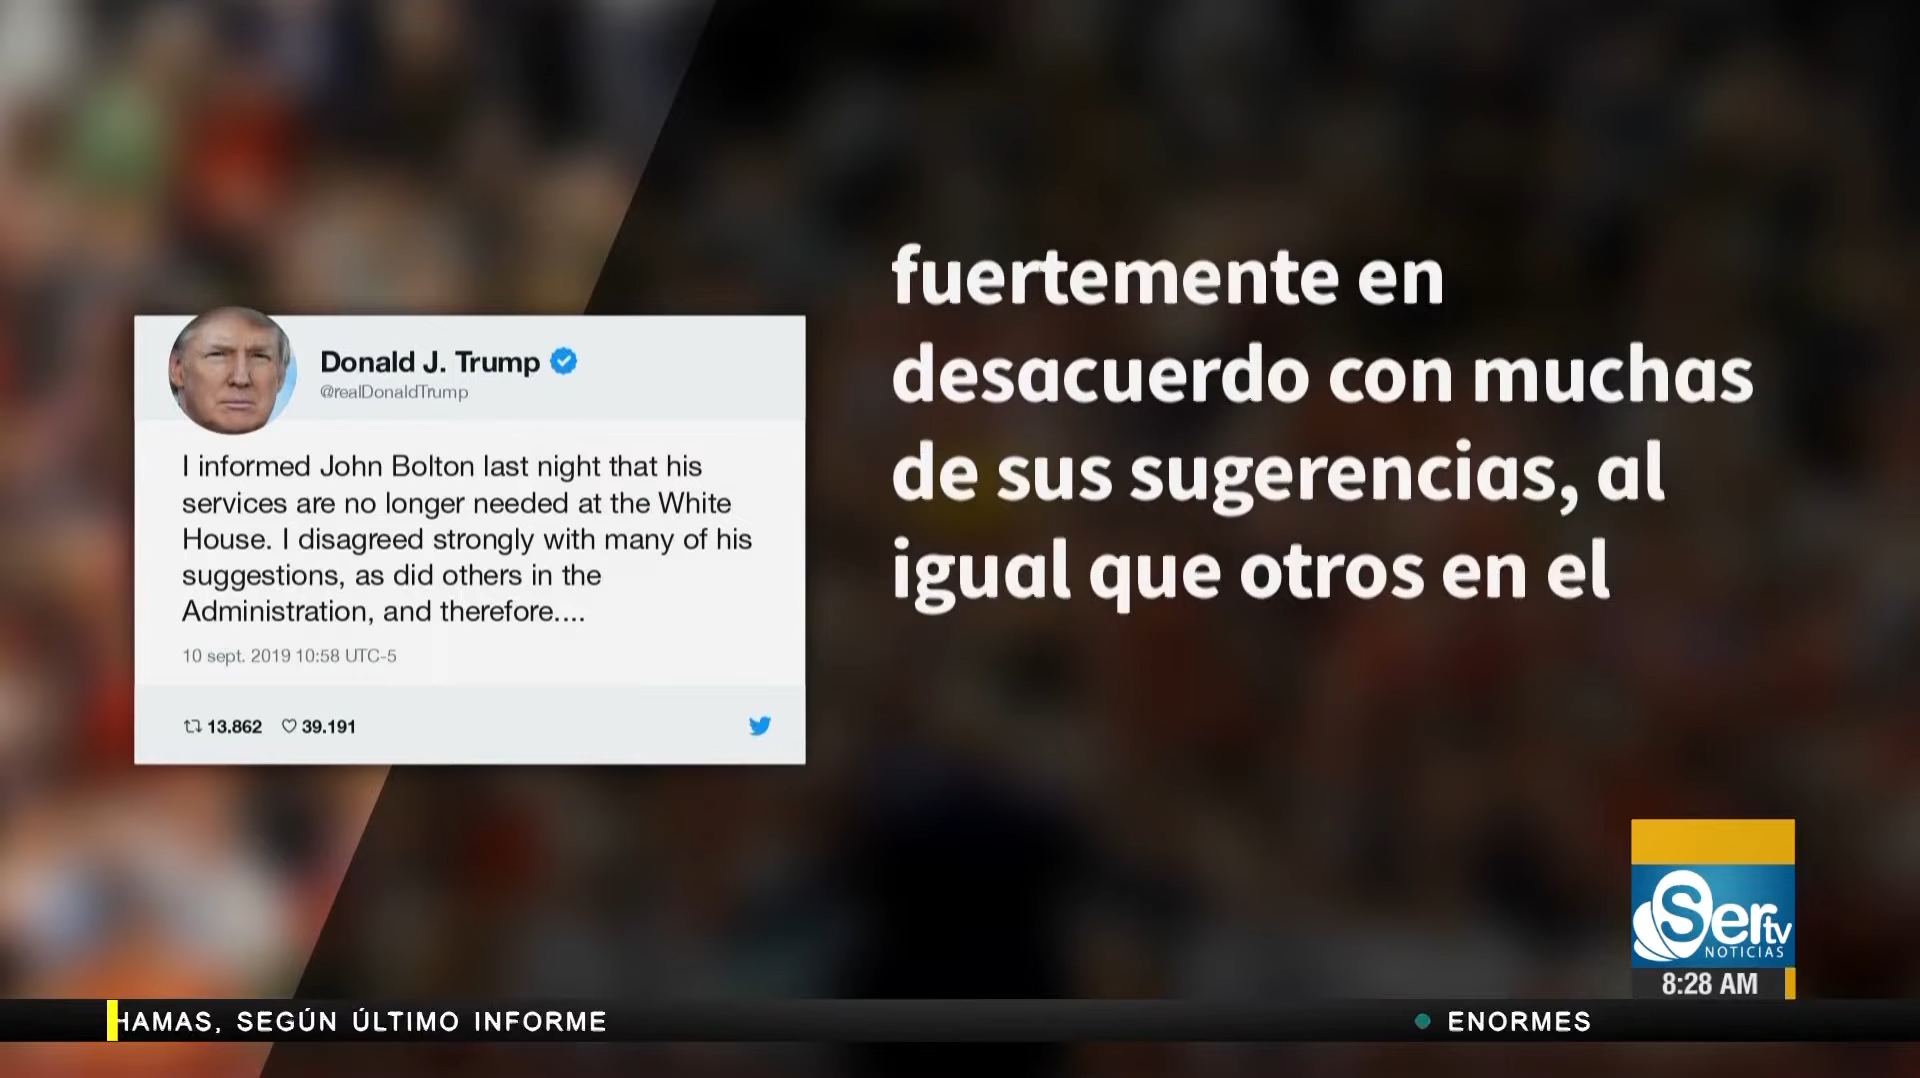 Donald J. Trump
@realDonaldTrump
I informed John Bolton last night that his
services are no longer needed at the White
House. I disagreed strongly with many of his
suggestions, as did others in the
Administration, and therefore....
10 sept. 2019 10:58 UTC-5
13.862 39.191
fuertemente en
desacuerdo con muchas
de sus sugerencias, al
igual que otros en el
Sertv
NOTICIAS
8:28 AM
HAMAS, SEGÚN ÚLTIMO INFORME
ENORMES